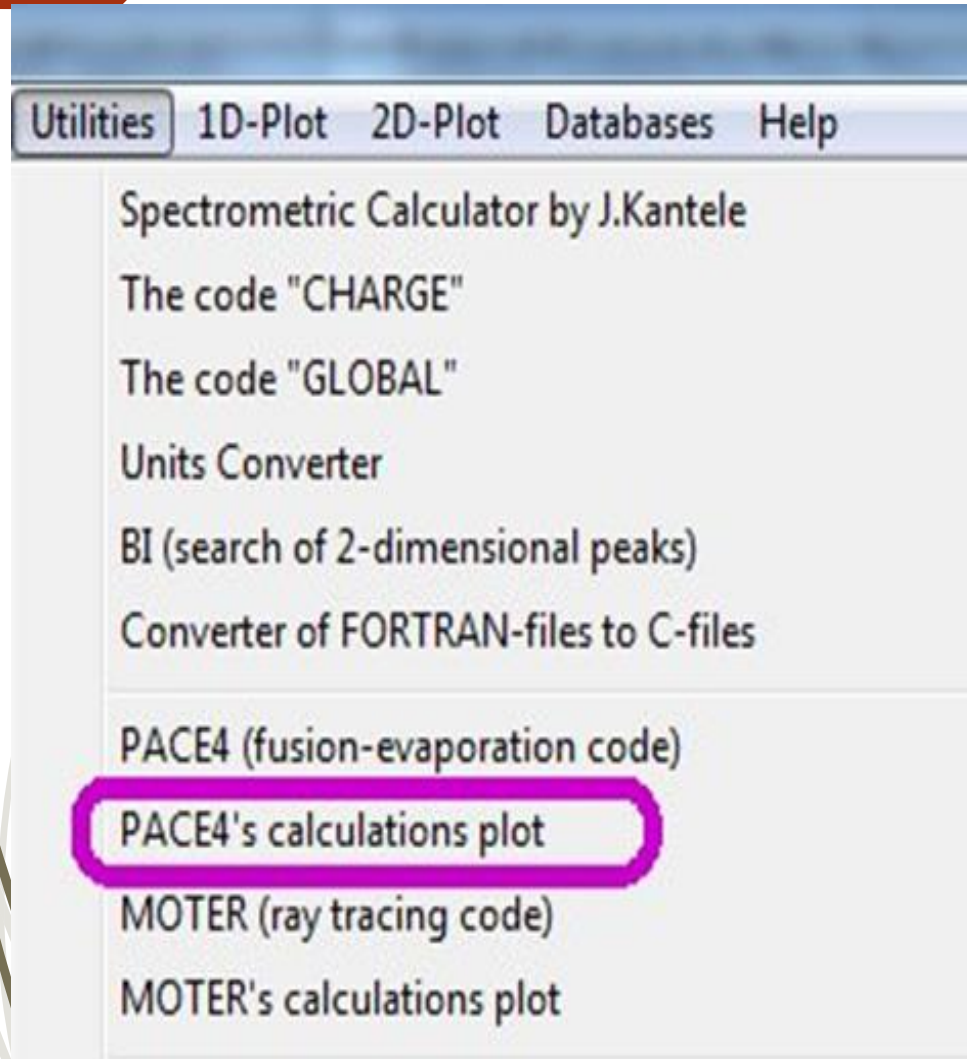 Utilities 1D-Plot 2D-Plot Databases Help
Spectrometric Calculator by J.Kantele
The code "CHARGE"
The code "GLOBAL"
Units Converter
BI (search of 2-dimensional peaks)
Converter of FORTRAN-files to C-files
PACE4 (fusion-evaporation code)
PACE4's calculations plot
MOTER (ray tracing code)
MOTER's calculations plot